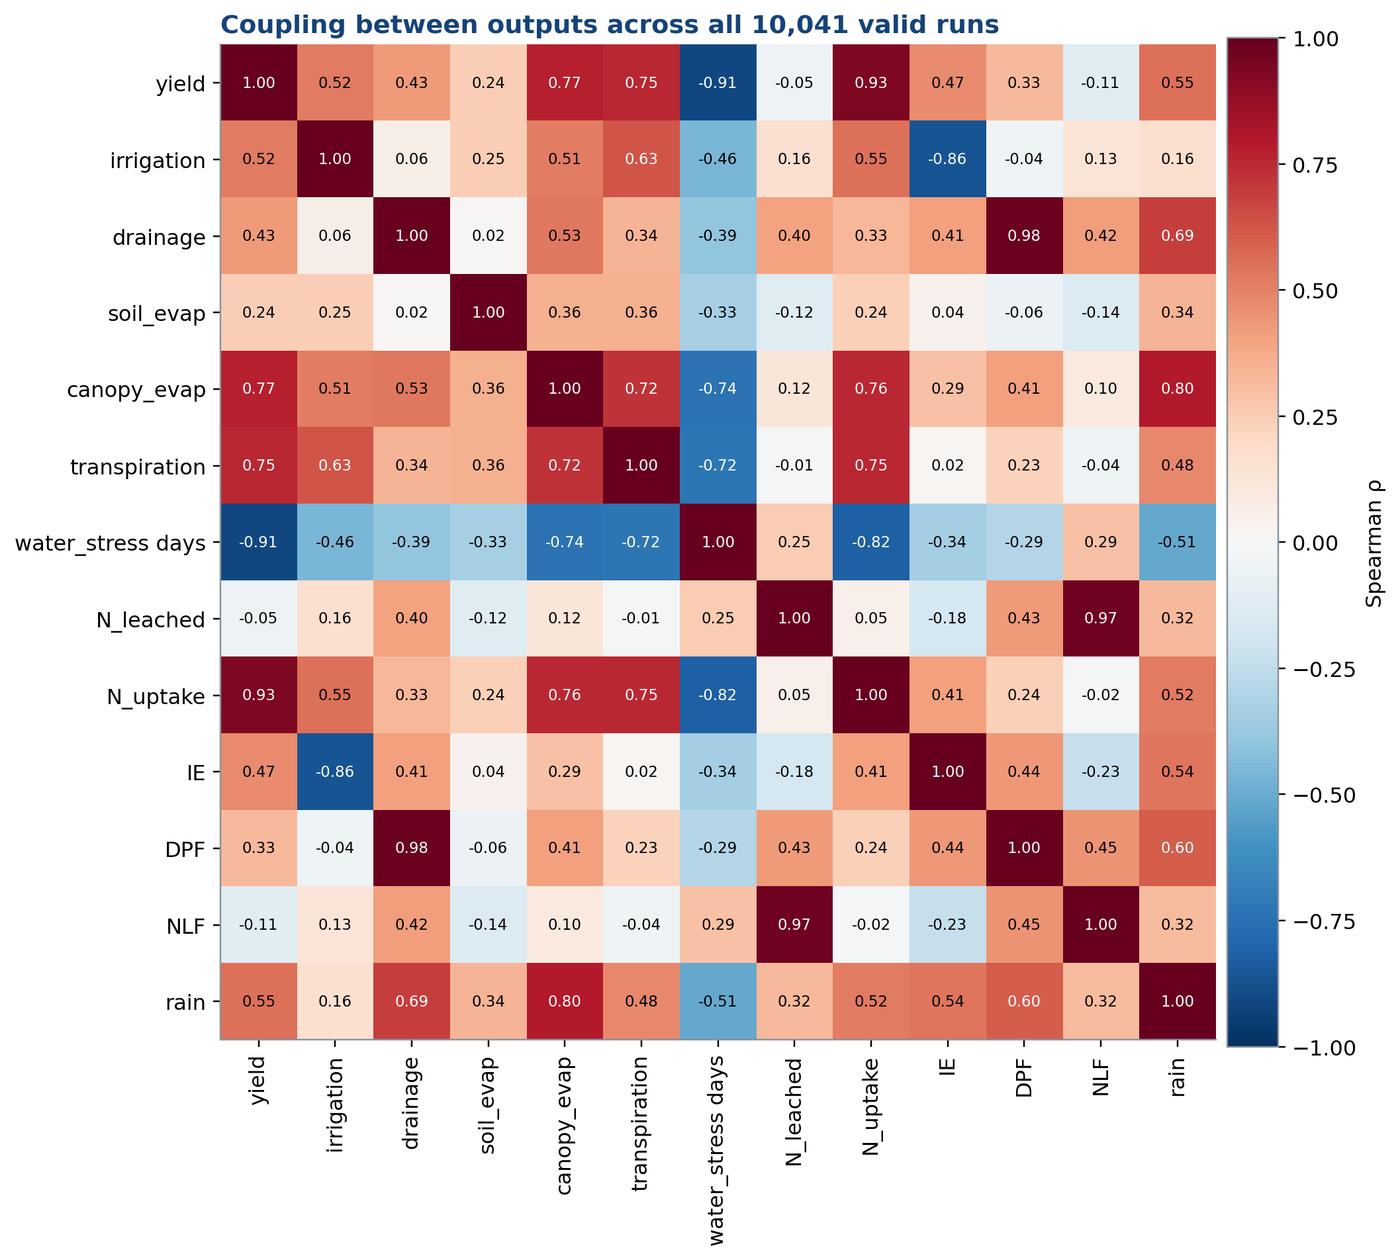 Coupling between outputs across all 10,041 valid runs
yield 1.00 0.52 0.43 0.24 0.77 0.75 -0.91 -0.05 0.93 0.47 0.33 -0.11 0.55
irrigation 0.52 1.00 0.06 0.25 0.51 0.63 -0.46 0.16 0.55 -0.86 -0.04 0.13 0.16
drainage 0.43 0.06 1.00 0.02 0.53 0.34 -0.39 0.40 0.33 0.41 0.98 0.42 0.69
soil_evap 0.24 0.25 0.02 1.00 0.36 0.36 -0.33 -0.12 0.24 0.04 -0.06 -0.14 0.34
canopy_evap 0.77 0.51 0.53 0.36 1.00 0.72 -0.74 0.12 0.76 0.29 0.41 0.10 0.80
transpiration 0.75 0.63 0.34 0.36 0.72 1.00 -0.72 -0.01 0.75 0.02 0.23 -0.04 0.48
water_stress days -0.91 -0.46 -0.39 -0.33 -0.74 -0.72 1.00 0.25 -0.82 -0.34 -0.29 0.29 -0.51
N_leached -0.05 0.16 0.40 -0.12 0.12 -0.01 0.25 1.00 0.05 -0.18 0.43 0.97 0.32
N_uptake 0.93 0.55 0.33 0.24 0.76 0.75 -0.82 0.05 1.00 0.41 0.24 -0.02 0.52
IE 0.47 -0.86 0.41 0.04 0.29 0.02 -0.34 -0.18 0.41 1.00 0.44 -0.23 0.54
DPF 0.33 -0.04 0.98 -0.06 0.41 0.23 -0.29 0.43 0.24 0.44 1.00 0.45 0.60
NLF -0.11 0.13 0.42 -0.14 0.10 -0.04 0.29 0.97 -0.02 -0.23 0.45 1.00 0.32
rain 0.55 0.16 0.69 0.34 0.80 0.48 -0.51 0.32 0.52 0.54 0.60 0.32 1.00
yield
irrigation
drainage
soil_evap
canopy_evap
transpiration
water_stress days
N_leached
N_uptake
IE
DPF
NLF
rain
1.00
0.75
0.50
0.25
0.00
−0.25
−0.50
−0.75
−1.00
Spearman ρ